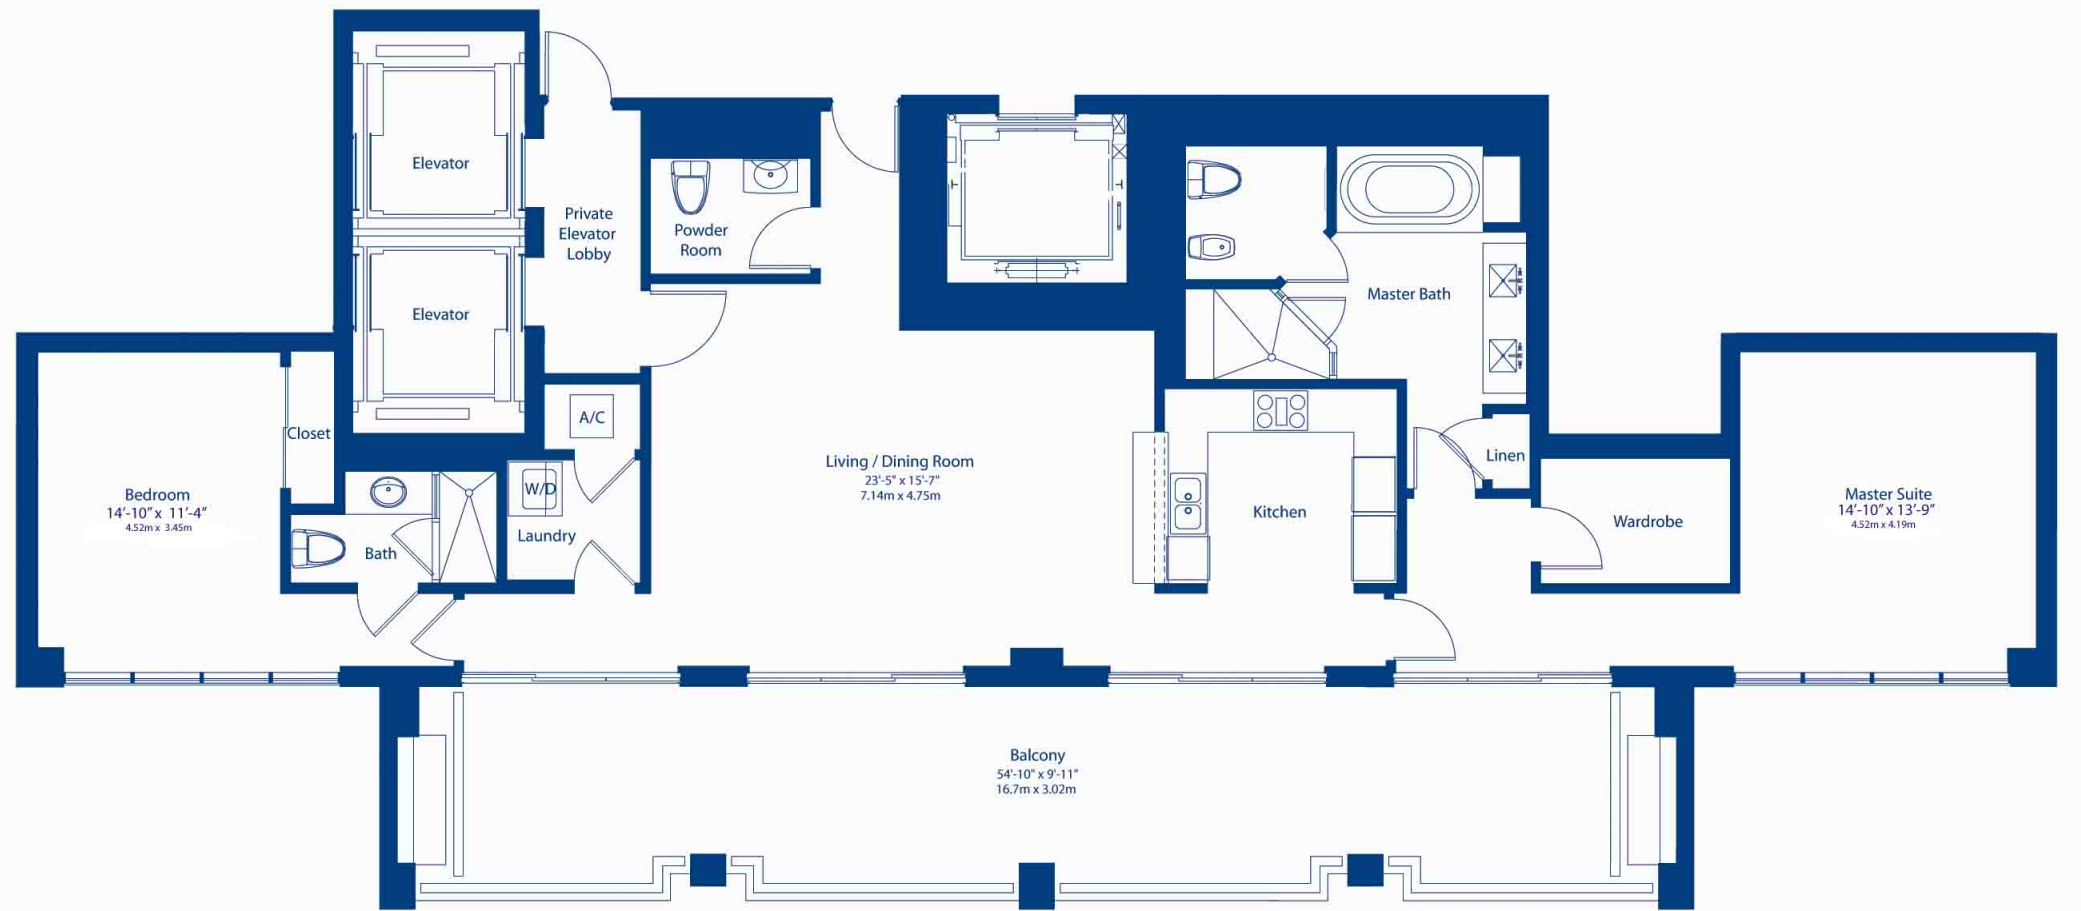 Elevator
Private
Elevator
Lobby
Powder
Room
Elevator
Master Bath
A/C
Closet
Linen
Living / Dining Room
23'-5" x 15'-7"
7.14m x 4.75m
W/D
Laundry
Bedroom
14'-10" x 11'-4"
4.52m x 3.45m
Bath
Kitchen
Wardrobe
Master Suite
14'-10" x 13'-9"
4.52m x 4.19m
Balcony
54'-10" x 9'-11"
16.7m x 3.02m